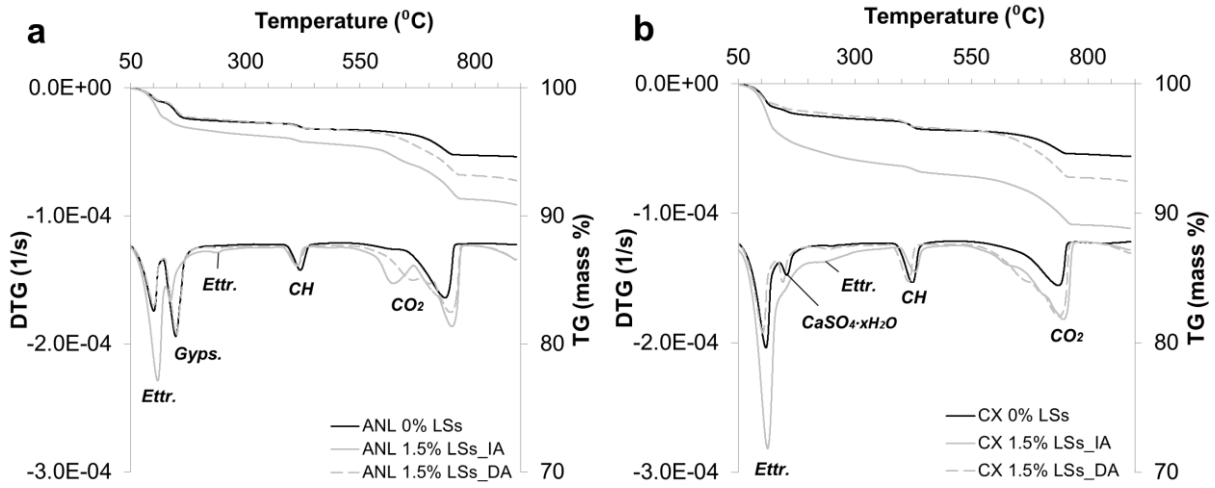 a
Temperature (⁰C)
50 300 550 800
0.0E+00
-1.0E-04
-2.0E-04
-3.0E-04
DTG (1/s)
100
90
80
70
TG (mass %)
Ettr.
Gyps.
Ettr.
CH
CO₂
ANL 0% LSs
ANL 1.5% LSs_IA
ANL 1.5% LSs_DA
b
Temperature (⁰C)
50 300 550 800
0.0E+00
-1.0E-04
-2.0E-04
-3.0E-04
DTG (1/s)
100
90
80
70
TG (mass %)
Ettr.
CaSO₄·xH₂O
Ettr.
CH
CO₂
CX 0% LSs
CX 1.5% LSs_IA
CX 1.5% LSs_DA